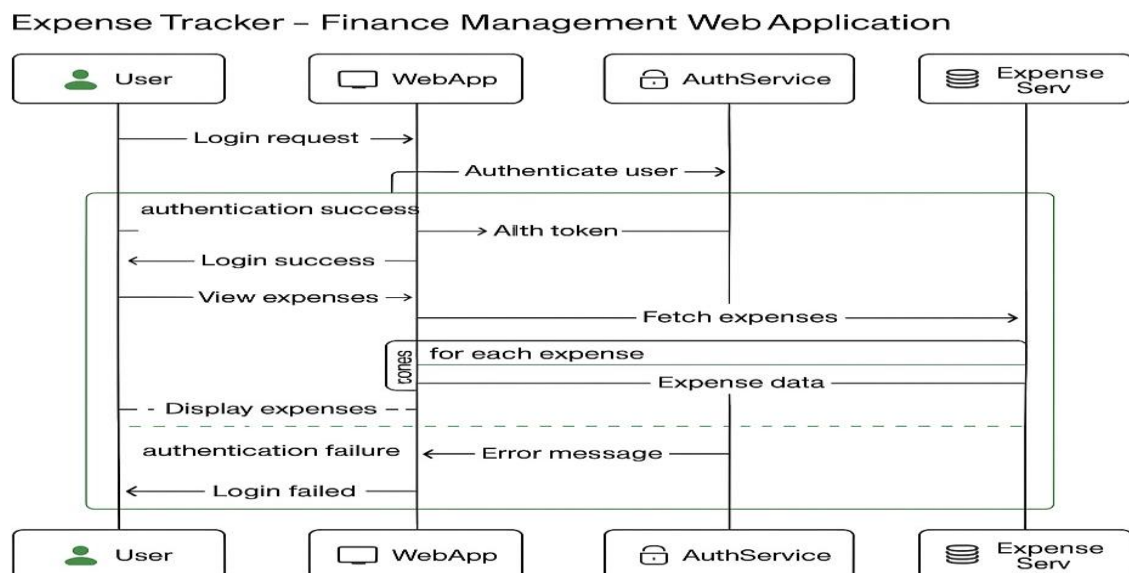 Expense Tracker – Finance Management Web Application
User
WebApp
AuthService
Expense
Serv
Login request
Authenticate user
authentication success
Aith token
Login success
View expenses
Fetch expenses
for each expense
Expense data
Display expenses
authentication failure
Error message
Login failed
User
WebApp
AuthService
Expense
Serv